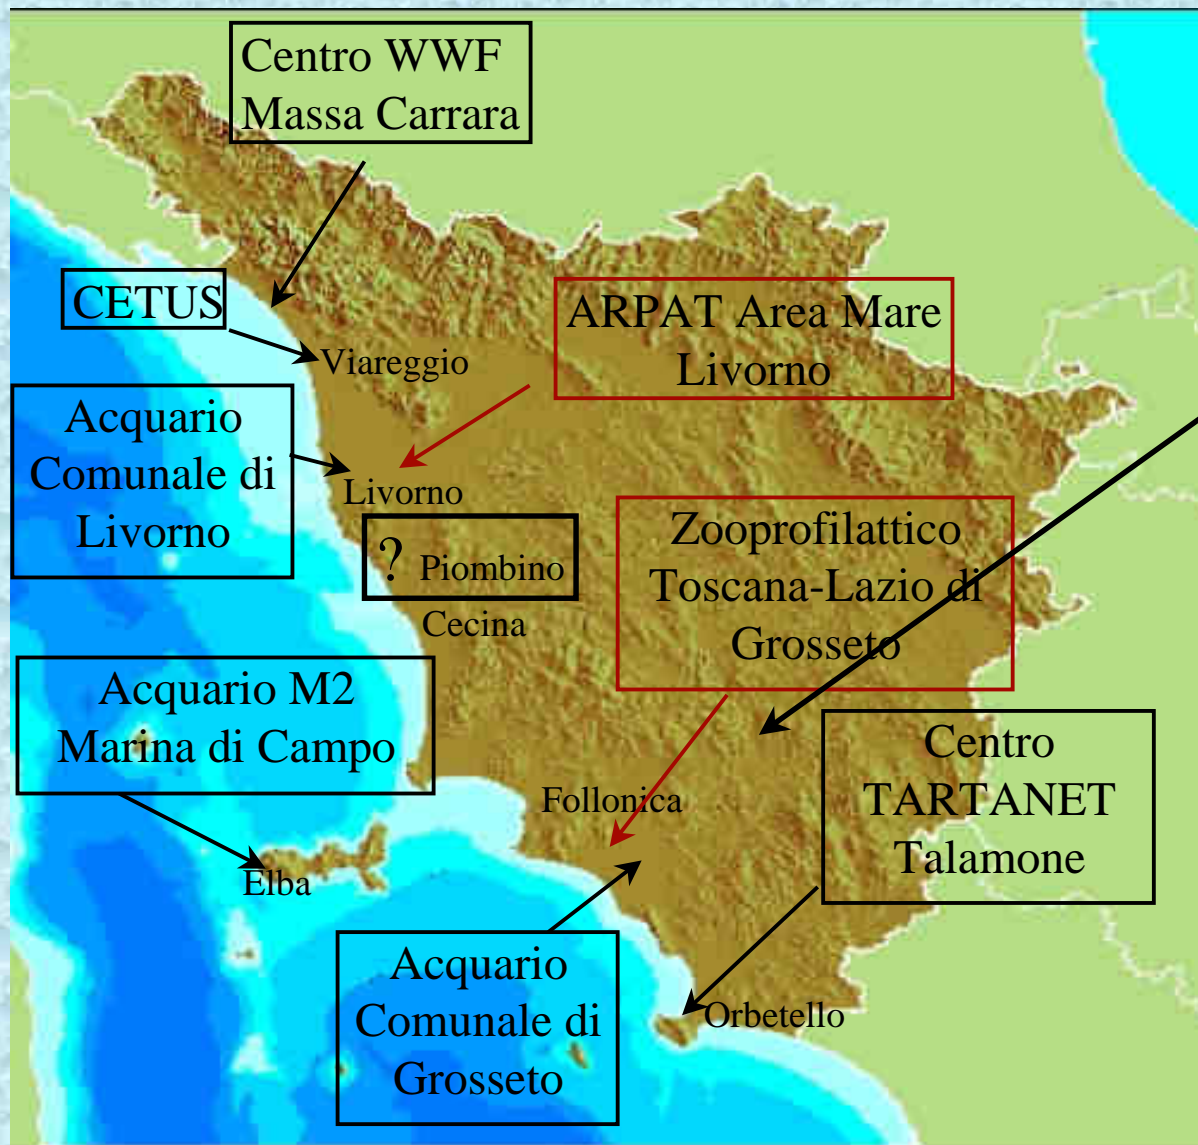 Centro WWF
Massa Carrara
CETUS
ARPAT Area Mare
Livorno
Viareggio
Acquario
Comunale di
Livorno
Livorno
? Piombino
Cecina
Zooprofilattico
Toscana-Lazio di
Grosseto
Acquario M2
Marina di Campo
Centro
TARTANET
Talamone
Follonica
Elba
Acquario
Comunale di
Grosseto
Orbetello